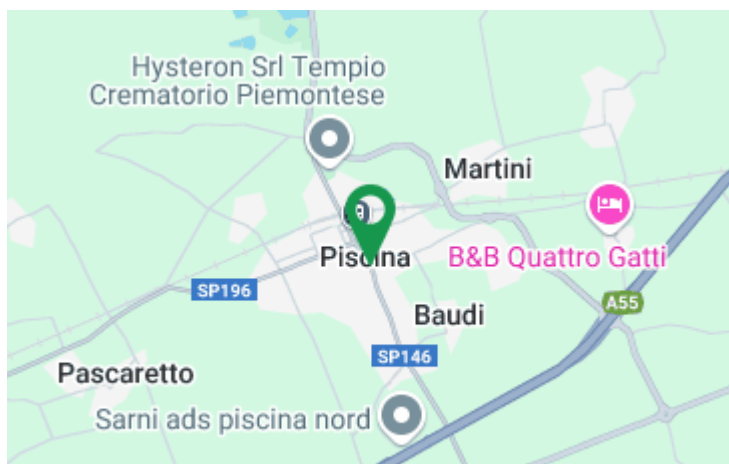 Hysteron Srl Tempio
Crematorio Piemontese
Martini
Piscina
B&B Quattro Gatti
SP196
A55
Baudi
SP146
Pascaretto
Sarni ads piscina nord